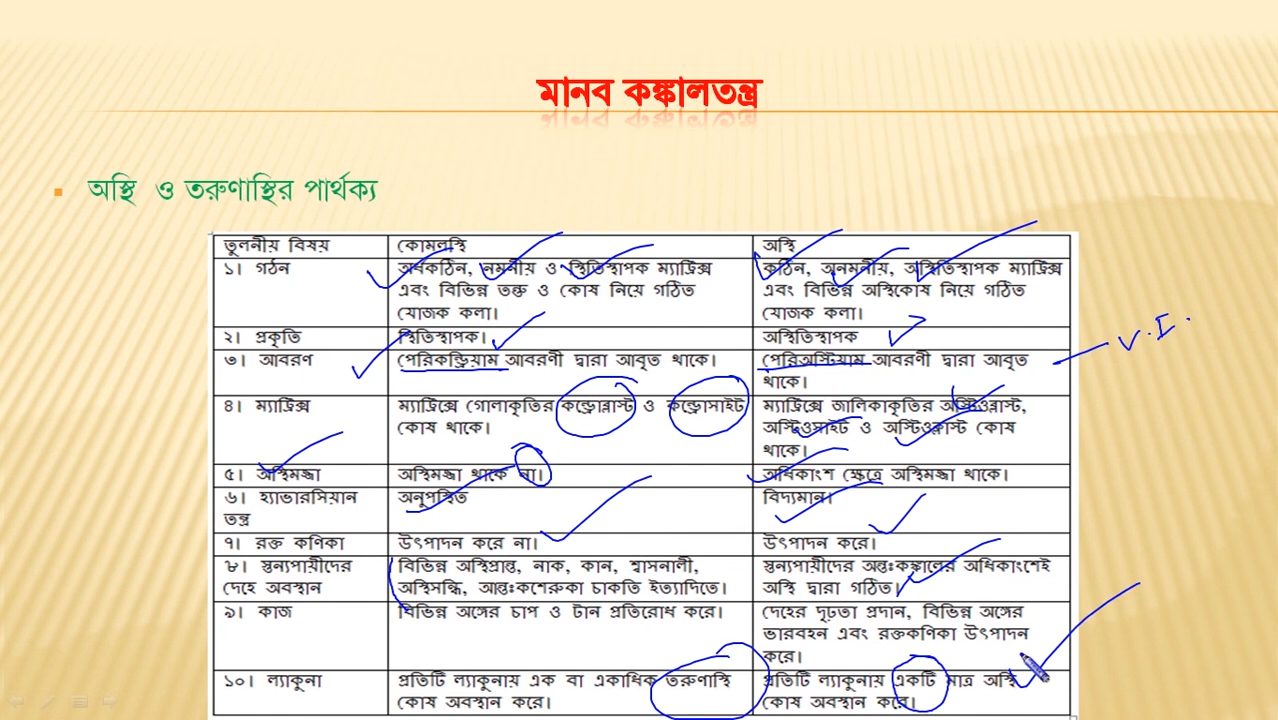 মানব কঙ্কালতন্ত্র
অস্থি ও তরুণাস্থির পার্থক্য
তুলনীয় বিষয় কোমলস্থি অস্থি
১। গঠন অর্ধকঠিন, নমনীয় ও স্থিতিস্থাপক ম্যাট্রিক্স কঠিন, অনমনীয়, অস্থিতিস্থাপক ম্যাট্রিক্স
এবং বিভিন্ন তন্তু ও কোষ নিয়ে গঠিত এবং বিভিন্ন অস্থিকোষ নিয়ে গঠিত
যোজক কলা। যোজক কলা।
২। প্রকৃতি স্থিতিস্থাপক। অস্থিতিস্থাপক
৩। আবরণ পেরিকন্ড্রিয়াম আবরণী দ্বারা আবৃত থাকে। পেরিঅস্টিয়াম আবরণী দ্বারা আবৃত
থাকে।
V.I.
৪। ম্যাট্রিক্স ম্যাট্রিক্সে গোলাকৃতির কন্ড্রোব্লাস্ট ও কন্ড্রোসাইট ম্যাট্রিক্সে জালিকাকৃতির অস্টিওব্লাস্ট,
কোষ থাকে। অস্টিওসাইট ও অস্টিওক্লাস্ট কোষ
থাকে।
৫। অস্থিমজ্জা অস্থিমজ্জা থাকে না। অধিকাংশ ক্ষেত্রে অস্থিমজ্জা থাকে।
৬। হ্যাভারসিয়ান অনুপস্থিত বিদ্যমান।
তন্ত্র
৭। রক্ত কণিকা উৎপাদন করে না। উৎপাদন করে।
৮। স্তন্যপায়ীদের বিভিন্ন অস্থিপ্রান্ত, নাক, কান, শ্বাসনালী, স্তন্যপায়ীদের অন্তঃকঙ্কালের অধিকাংশেই
দেহে অবস্থান অস্থিসন্ধি, আন্তঃকশেরুকা চাকতি ইত্যাদিতে। অস্থি দ্বারা গঠিত।
৯। কাজ বিভিন্ন অঙ্গের চাপ ও টান প্রতিরোধ করে। দেহের দৃঢ়তা প্রদান, বিভিন্ন অঙ্গের
ভারবহন এবং রক্তকণিকা উৎপাদন
করে।
১০। ল্যাকুনা প্রতিটি ল্যাকুনায় এক বা একাধিক তরুণাস্থি প্রতিটি ল্যাকুনায় একটি মাত্র অস্থি
কোষ অবস্থান করে। কোষ অবস্থান করে।